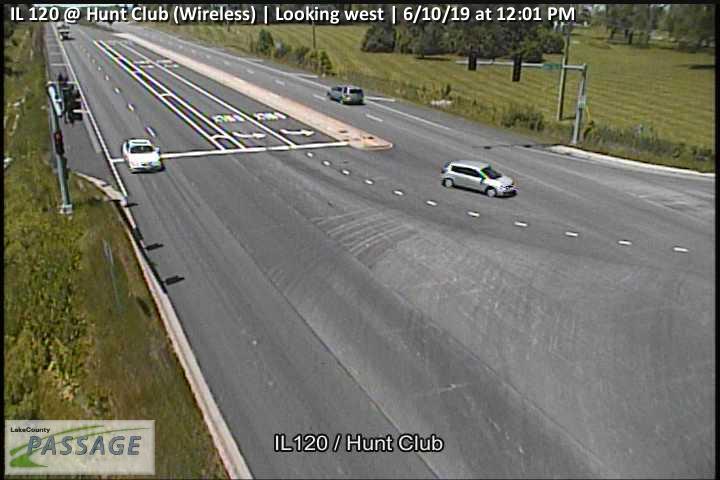 IL 120 @ Hunt Club (Wireless) | Looking west | 6/10/19 at 12:01 PM
LakeCounty
PASSAGE
IL120 / Hunt Club